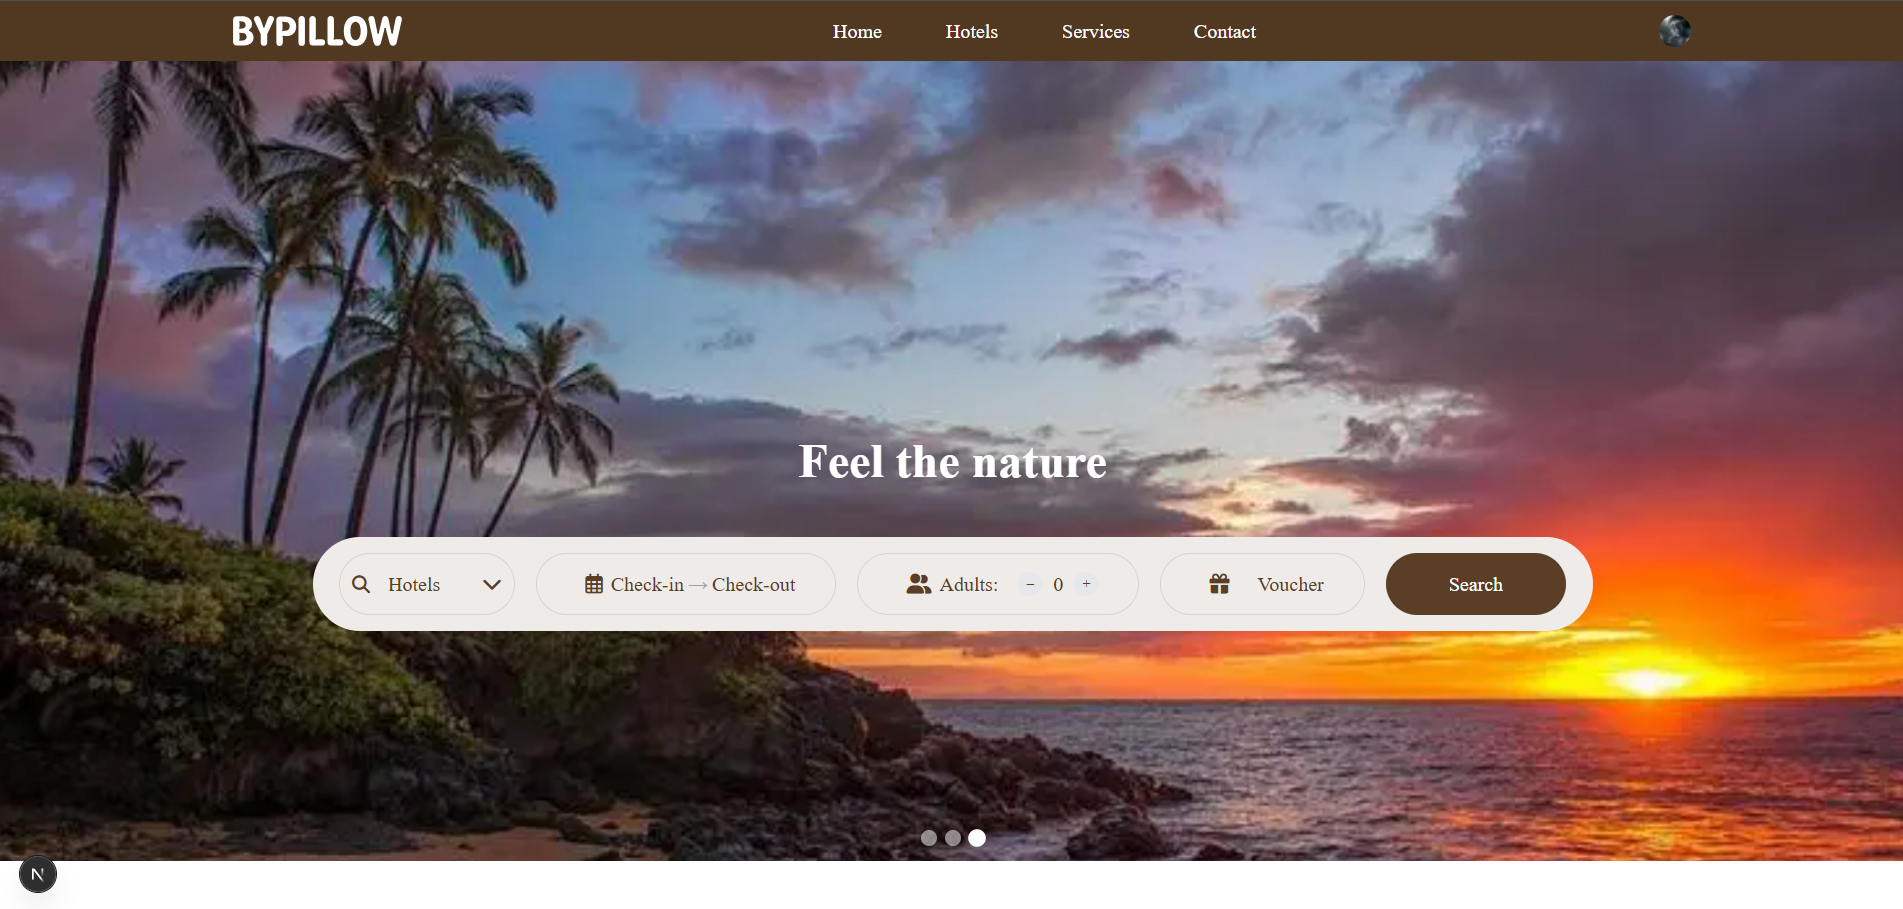 BYPILLOW
Home Hotels Services Contact
Feel the nature
Hotels Check-in → Check-out Adults: − 0 + Voucher Search
N